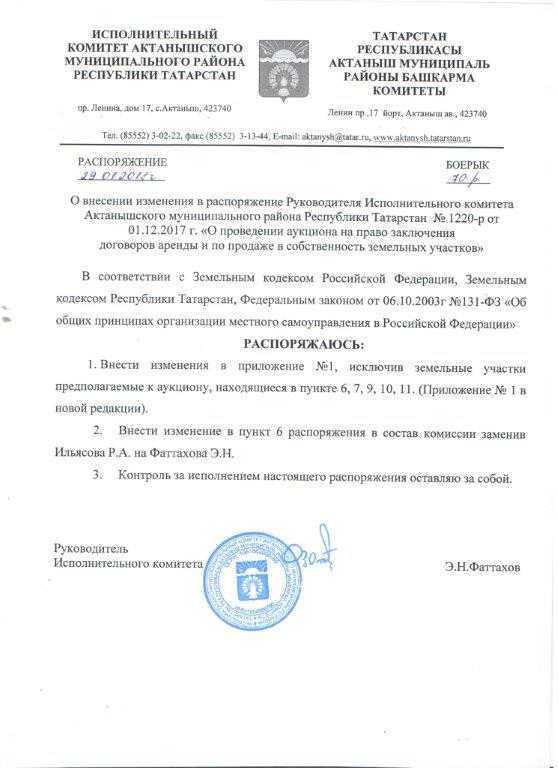 ИСПОЛНИТЕЛЬНЫЙ
КОМИТЕТ АКТАНЫШСКОГО
МУНИЦИПАЛЬНОГО РАЙОНА
РЕСПУБЛИКИ ТАТАРСТАН
пр. Ленина, дом 17, с.Актаныш, 423740
ТАТАРСТАН
РЕСПУБЛИКАСЫ
АКТАНЫШ МУНИЦИПАЛЬ
РАЙОНЫ БАШКАРМА
КОМИТЕТЫ
Ленин пр.,17 йорт, Актаныш ав., 423740
Тел. (85552) 3-02-22, факс (85552) 3-13-44, E-mail: aktanysh@tatar.ru, www.aktanysh.tatarstan.ru
РАСПОРЯЖЕНИЕ
29.01.2018г
БОЕРЫК
70-р
О внесении изменения в распоряжение Руководителя Исполнительного комитета
Актанышского муниципального района Республики Татарстан № 1220-р от
01.12.2017 г. «О проведении аукциона на право заключения
договоров аренды и по продаже в собственность земельных участков»
В соответствии с Земельным кодексом Российской Федерации, Земельным
кодексом Республики Татарстан, Федеральным законом от 06.10.2003г №131-ФЗ «Об
общих принципах организации местного самоуправления в Российской Федерации»
РАСПОРЯЖАЮСЬ:
1. Внести изменения в приложение №1, исключив земельные участки
предполагаемые к аукциону, находящиеся в пункте 6, 7, 9, 10, 11. (Приложение № 1 в
новой редакции).
2. Внести изменение в пункт 6 распоряжения в состав комиссии заменив
Ильясова Р.А. на Фаттахова Э.Н.
3. Контроль за исполнением настоящего распоряжения оставляю за собой.
Руководитель
Исполнительного комитета
Э.Н.Фаттахов